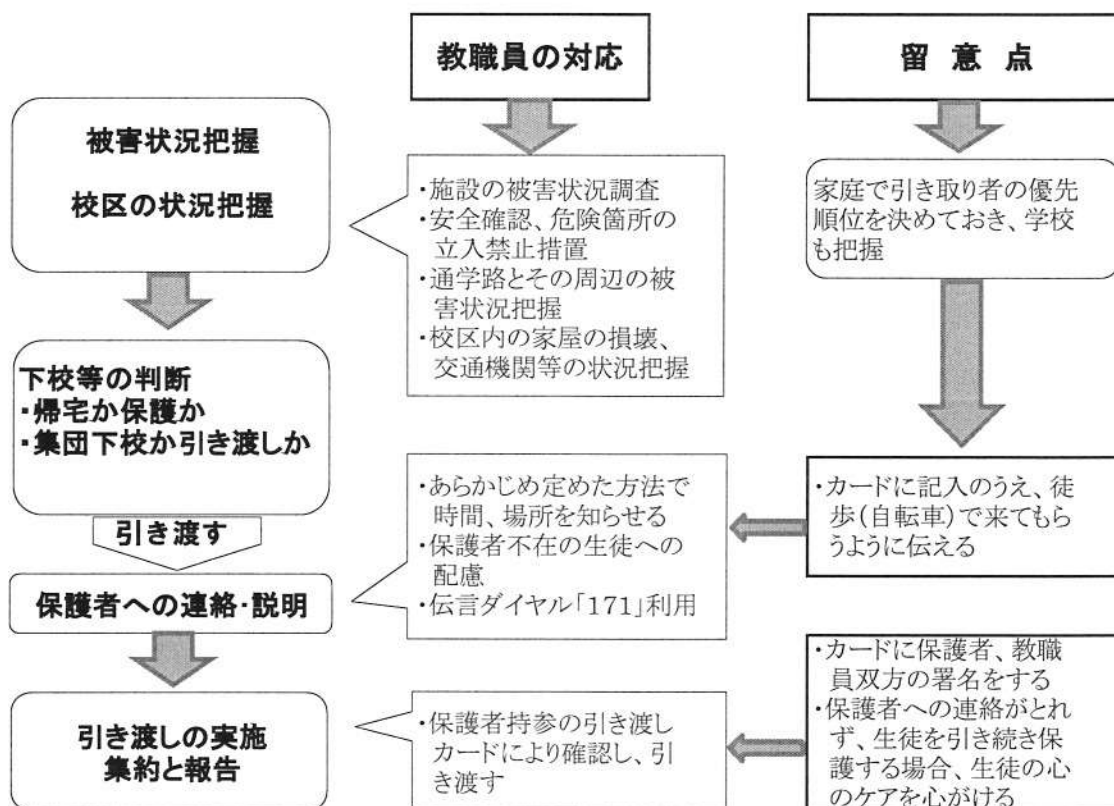 教職員の対応
留 意 点
被害状況把握
校区の状況把握
・施設の被害状況調査
・安全確認、危険箇所の
立入禁止措置
・通学路とその周辺の被
害状況把握
・校区内の家屋の損壊、
交通機関等の状況把握
家庭で引き取り者の優先
順位を決めておき、学校
も把握
下校等の判断
・帰宅か保護か
・集団下校か引き渡しか
引き渡す
保護者への連絡・説明
・あらかじめ定めた方法で
時間、場所を知らせる
・保護者不在の生徒への
配慮
・伝言ダイヤル「171」利用
・カードに記入のうえ、徒
歩(自転車)で来てもら
うように伝える
引き渡しの実施
集約と報告
・保護者持参の引き渡し
カードにより確認し、引
き渡す
・カードに保護者、教職
員双方の署名をする
・保護者への連絡がとれ
ず、生徒を引き続き保
護する場合、生徒の心
のケアを心がける